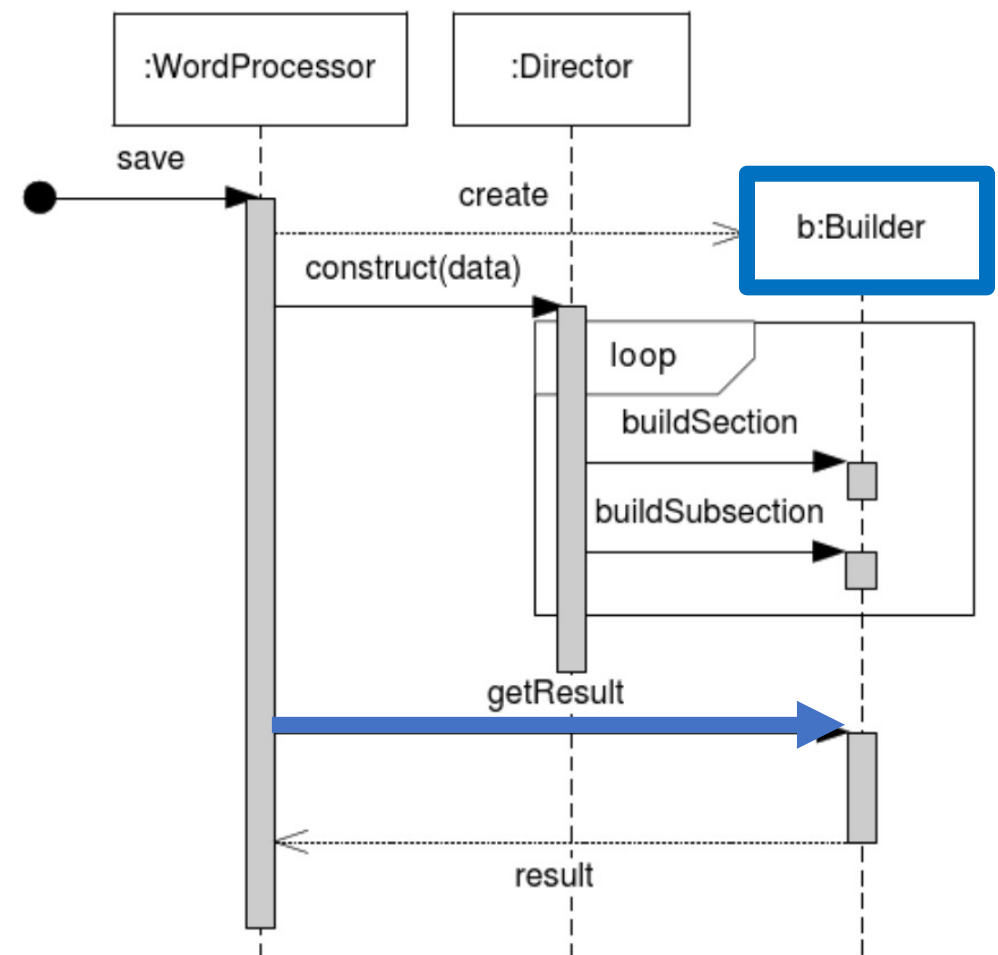 :WordProcessor
:Director
save
create
b:Builder
construct(data)
loop
buildSection
buildSubsection
getResult
result